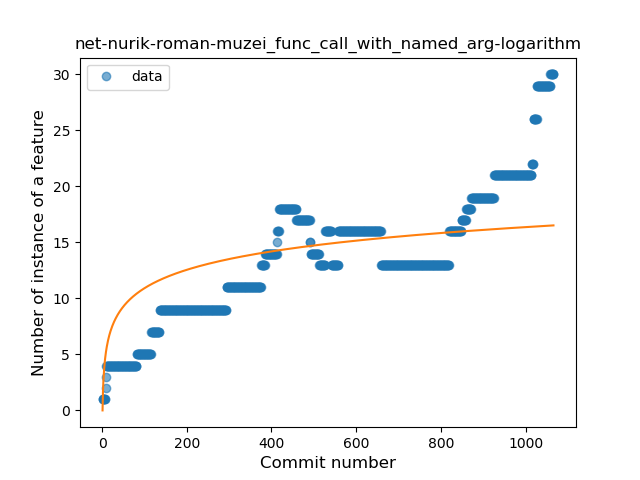 net-nurik-roman-muzei_func_call_with_named_arg-logarithm
data
Number of instance of a feature
30
25
20
15
10
5
0
0 200 400 600 800 1000
Commit number